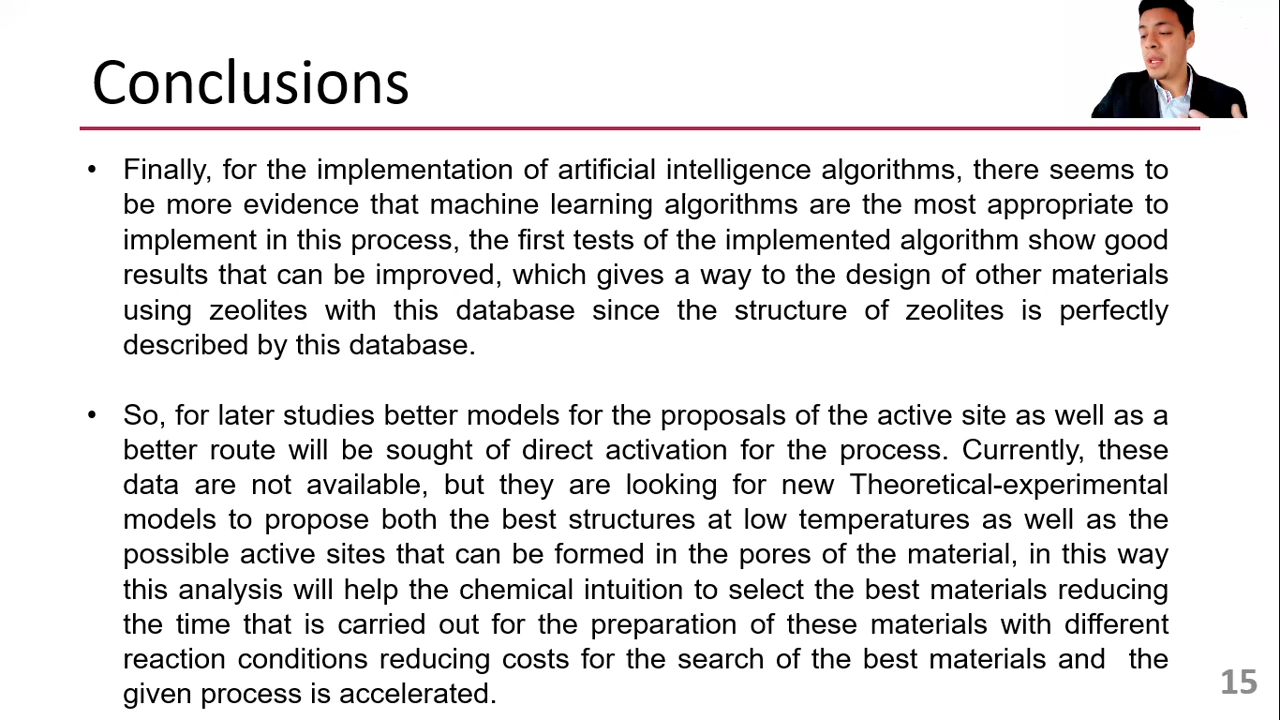 Conclusions
• Finally, for the implementation of artificial intelligence algorithms, there seems to
be more evidence that machine learning algorithms are the most appropriate to
implement in this process, the first tests of the implemented algorithm show good
results that can be improved, which gives a way to the design of other materials
using zeolites with this database since the structure of zeolites is perfectly
described by this database.
• So, for later studies better models for the proposals of the active site as well as a
better route will be sought of direct activation for the process. Currently, these
data are not available, but they are looking for new Theoretical-experimental
models to propose both the best structures at low temperatures as well as the
possible active sites that can be formed in the pores of the material, in this way
this analysis will help the chemical intuition to select the best materials reducing
the time that is carried out for the preparation of these materials with different
reaction conditions reducing costs for the search of the best materials and the
given process is accelerated.
15